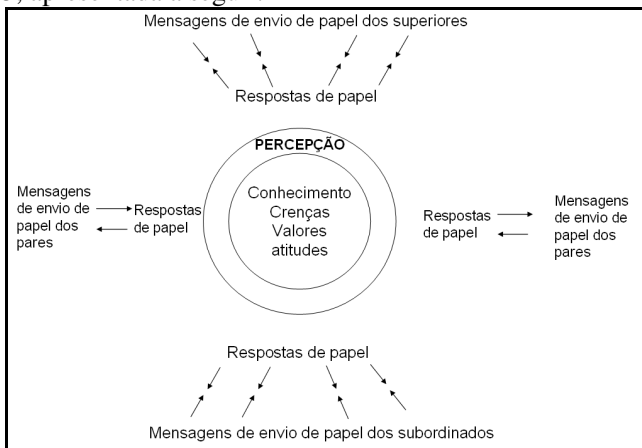 Mensagens de envio de papel dos superiores
Respostas de papel
PERCEPÇÃO
Conhecimento
Crenças
Valores
atitudes
Mensagens
de envio de
papel dos
pares
Respostas
de papel
Respostas
de papel
Mensagens
de envio de
papel dos
pares
Respostas de papel
Mensagens de envio de papel dos subordinados